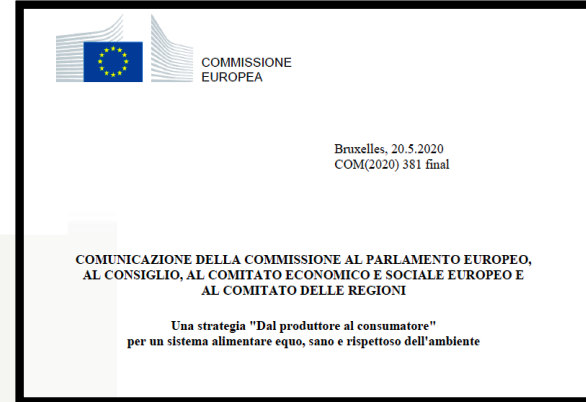 COMMISSIONE
EUROPEA
Bruxelles, 20.5.2020
COM(2020) 381 final
COMUNICAZIONE DELLA COMMISSIONE AL PARLAMENTO EUROPEO,
AL CONSIGLIO, AL COMITATO ECONOMICO E SOCIALE EUROPEO E
AL COMITATO DELLE REGIONI
Una strategia "Dal produttore al consumatore"
per un sistema alimentare equo, sano e rispettoso dell'ambiente